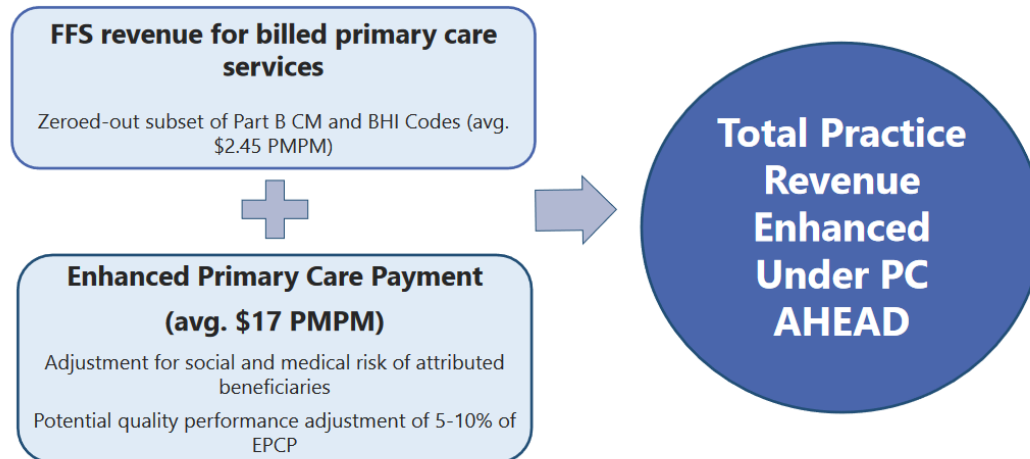 FFS revenue for billed primary care
services
Zeroed-out subset of Part B CM and BHI Codes (avg.
$2.45 PMPM)
Enhanced Primary Care Payment
(avg. $17 PMPM)
Adjustment for social and medical risk of attributed
beneficiaries
Potential quality performance adjustment of 5-10% of
EPCP
Total Practice
Revenue
Enhanced
Under PC
AHEAD